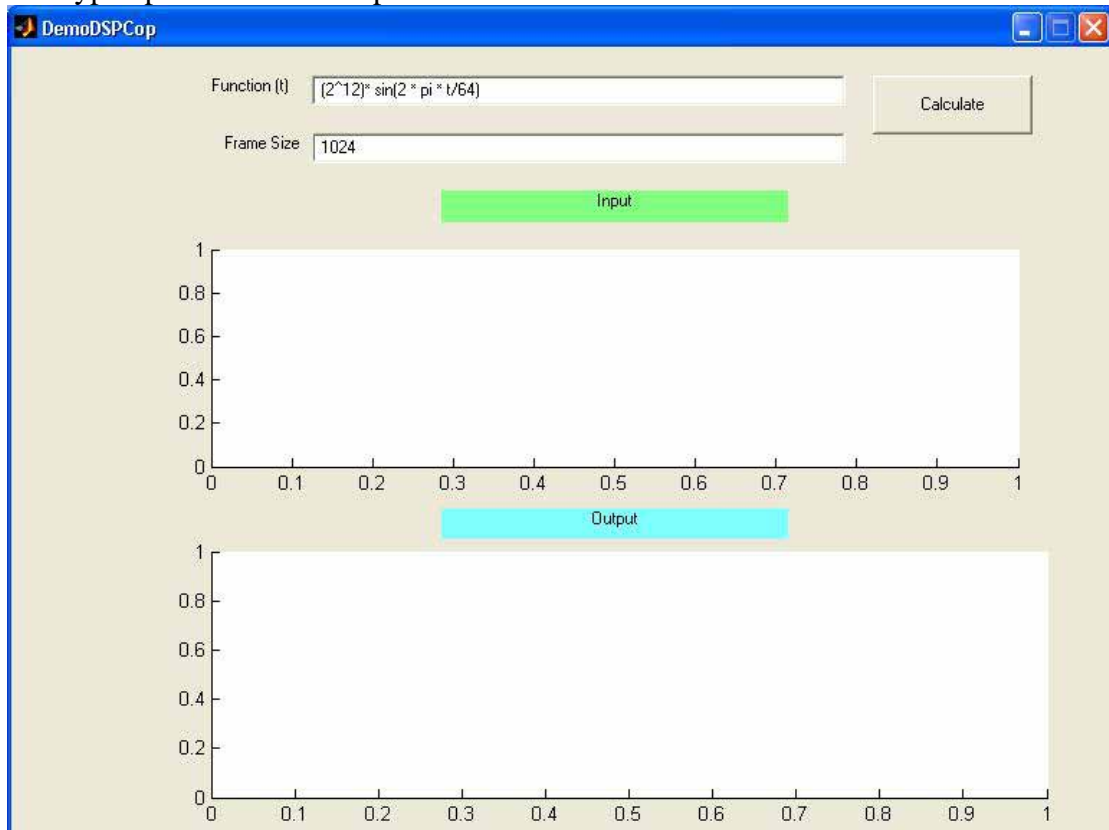 DemoDSPCop
Function (t)
(2^12)* sin(2 * pi * t/64)
Calculate
Frame Size
1024
Input
1
0.8
0.6
0.4
0.2
0
0 0.1 0.2 0.3 0.4 0.5 0.6 0.7 0.8 0.9 1
Output
1
0.8
0.6
0.4
0.2
0
0 0.1 0.2 0.3 0.4 0.5 0.6 0.7 0.8 0.9 1